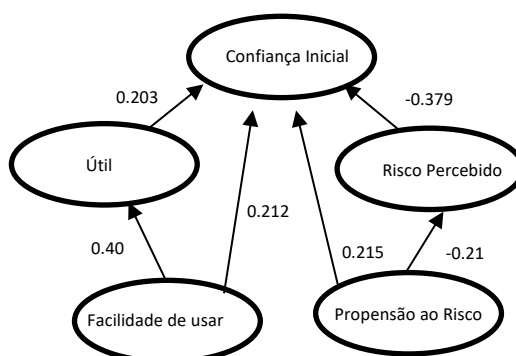 Confiança Inicial
0.203
-0.379
Útil
Risco Percebido
0.212
0.40
0.215
-0.21
Facilidade de usar
Propensão ao Risco